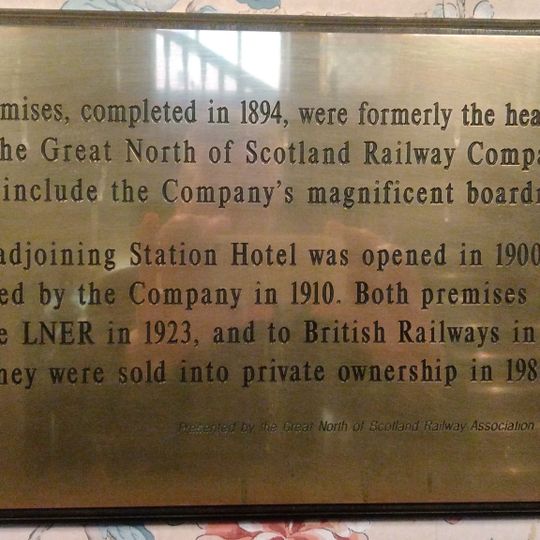 mises, completed in 1894, were formerly the hea
he Great North of Scotland Railway Compa
include the Company's magnificent boardr
adjoining Station Hotel was opened in 1900
ed by the Company in 1910. Both premises
e LNER in 1923, and to British Railways in
hey were sold into private ownership in 198
Presented by the Great North of Scotland Railway Association